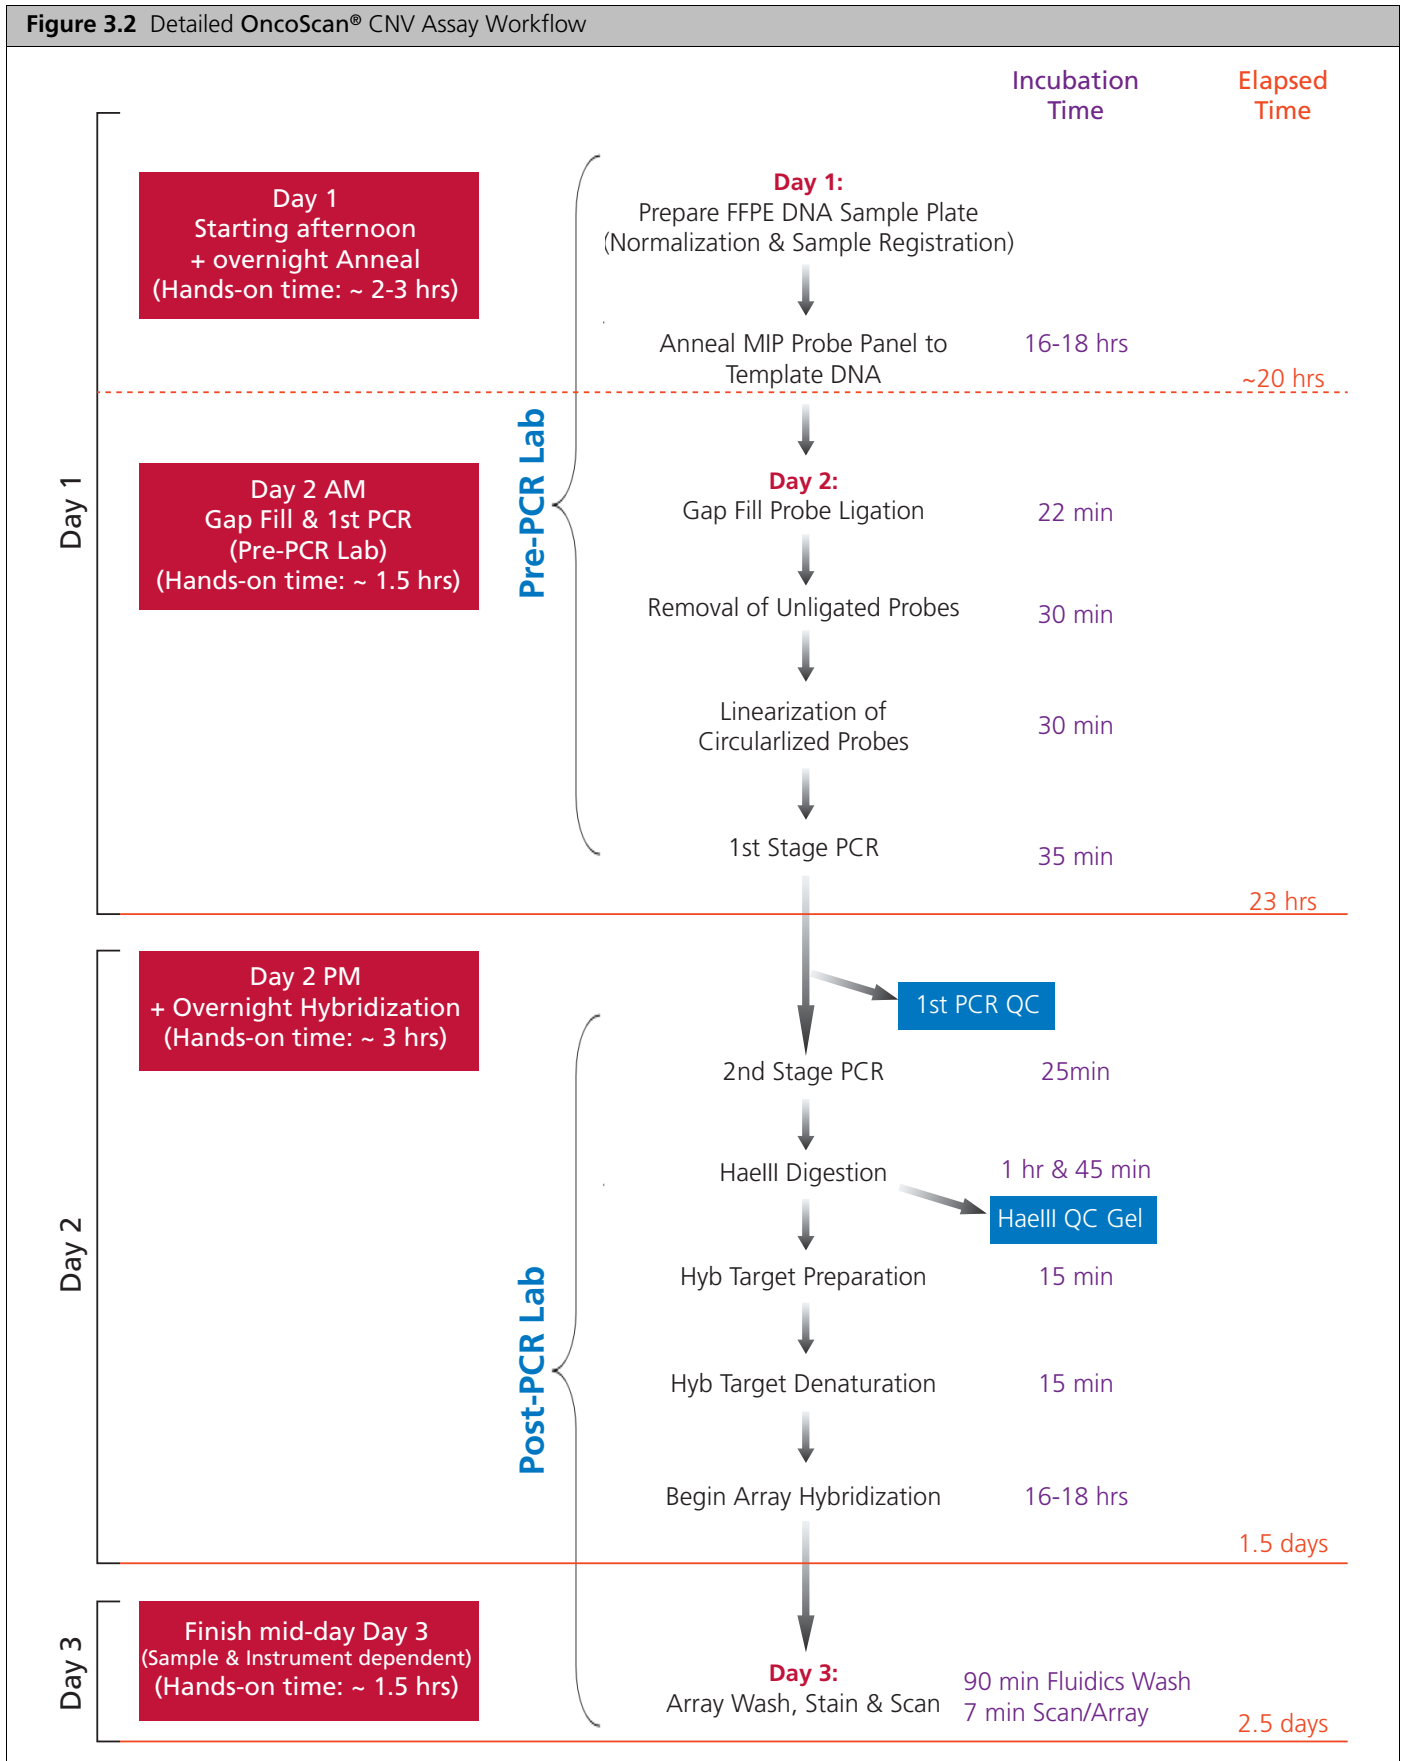 Figure 3.2 Detailed OncoScan® CNV Assay Workflow
Incubation
Time
Elapsed
Time
Day 1
Day 1
Starting afternoon
+ overnight Anneal
(Hands-on time: ~ 2-3 hrs)
Day 1:
Prepare FFPE DNA Sample Plate
(Normalization & Sample Registration)
Anneal MIP Probe Panel to
Template DNA
16-18 hrs
~20 hrs
Pre-PCR Lab
Day 2 AM
Gap Fill & 1st PCR
(Pre-PCR Lab)
(Hands-on time: ~ 1.5 hrs)
Day 2:
Gap Fill Probe Ligation
22 min
Removal of Unligated Probes
30 min
Linearization of
Circularlized Probes
30 min
1st Stage PCR
35 min
23 hrs
Day 2
Day 2 PM
+ Overnight Hybridization
(Hands-on time: ~ 3 hrs)
1st PCR QC
Post-PCR Lab
2nd Stage PCR
25min
HaeIII Digestion
1 hr & 45 min
HaeIII QC Gel
Hyb Target Preparation
15 min
Hyb Target Denaturation
15 min
Begin Array Hybridization
16-18 hrs
1.5 days
Day 3
Finish mid-day Day 3
(Sample & Instrument dependent)
(Hands-on time: ~ 1.5 hrs)
Day 3:
Array Wash, Stain & Scan
90 min Fluidics Wash
7 min Scan/Array
2.5 days